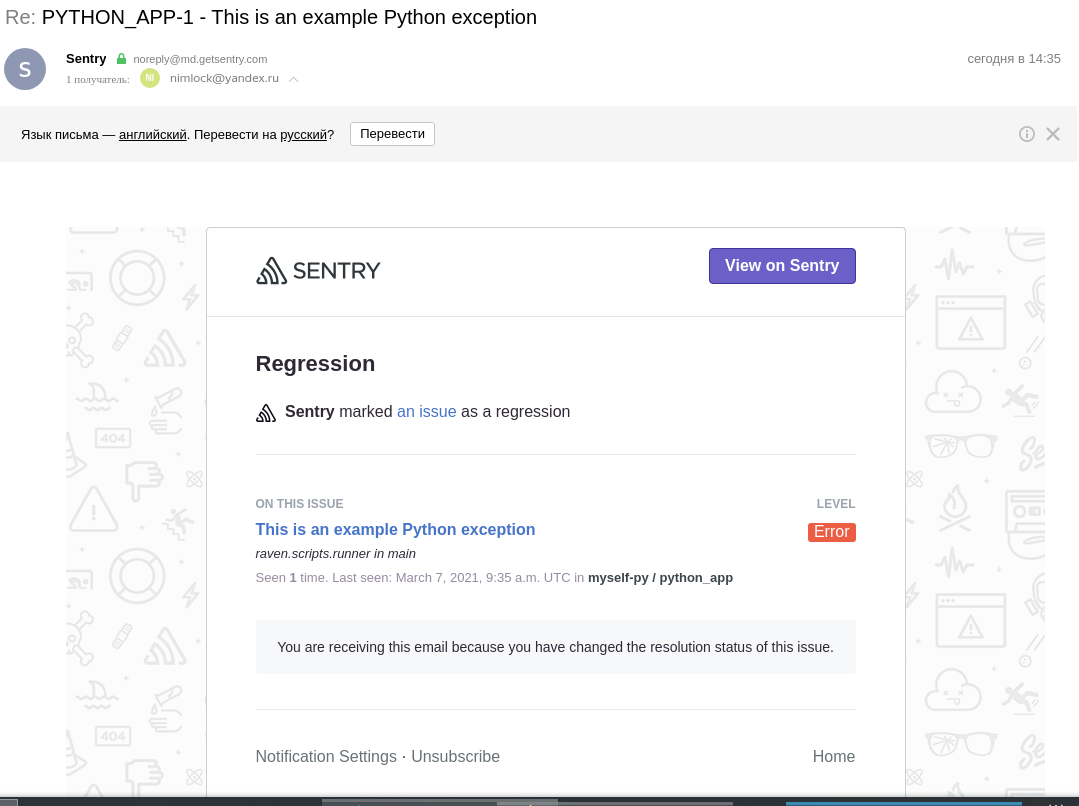 Re: PYTHON_APP-1 - This is an example Python exception
S
Sentry noreply@md.getsentry.com сегодня в 14:35
1 получатель: NI nimlock@yandex.ru
Язык письма — английский. Перевести на русский? Перевести
SENTRY View on Sentry
Regression
Sentry marked an issue as a regression
ON THIS ISSUE LEVEL
This is an example Python exception Error
raven.scripts.runner in main
Seen 1 time. Last seen: March 7, 2021, 9:35 a.m. UTC in myself-py / python_app
You are receiving this email because you have changed the resolution status of this issue.
Notification Settings · Unsubscribe Home
404
404